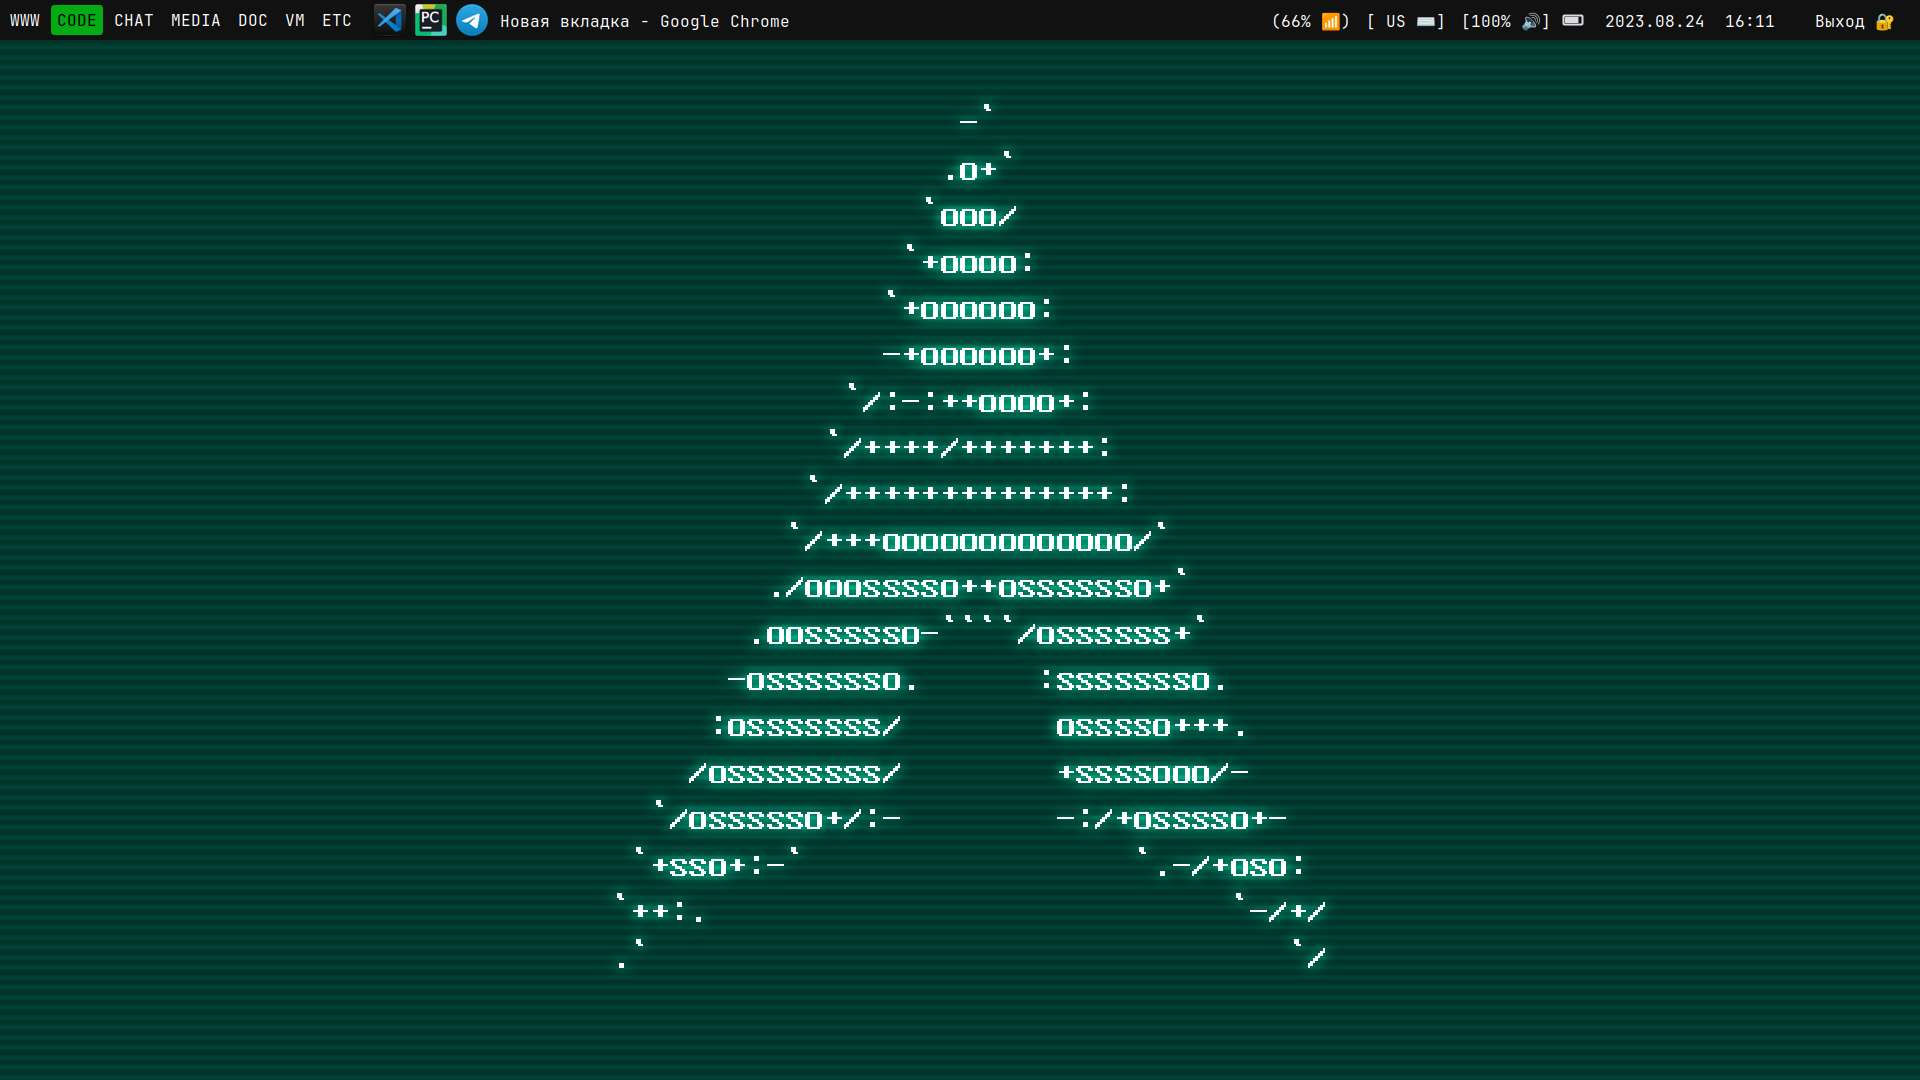 WWW CODE CHAT MEDIA DOC VM ETC PC Новая вкладка - Google Chrome (66% 📶) [ US ⌨️] [100% 🔊] 2023.08.24 16:11 Выход 🔐
-`
.o+`
`ooo/
`+oooo:
`+oooooo:
-+oooooo+:
`/:-:++oooo+:
`/++++/+++++++:
`/++++++++++++++:
`/+++ooooooooooooo/`
./ooosssso++osssssso+`
.oossssso-````/ossssss+`
-osssssso. :ssssssso.
:osssssss/ osssso+++.
/ossssssss/ +ssssooo/-
`/ossssso+/:- -:/+osssso+-
`+sso+:-` `.-/+oso:
`++:. `-/+/
.` `/